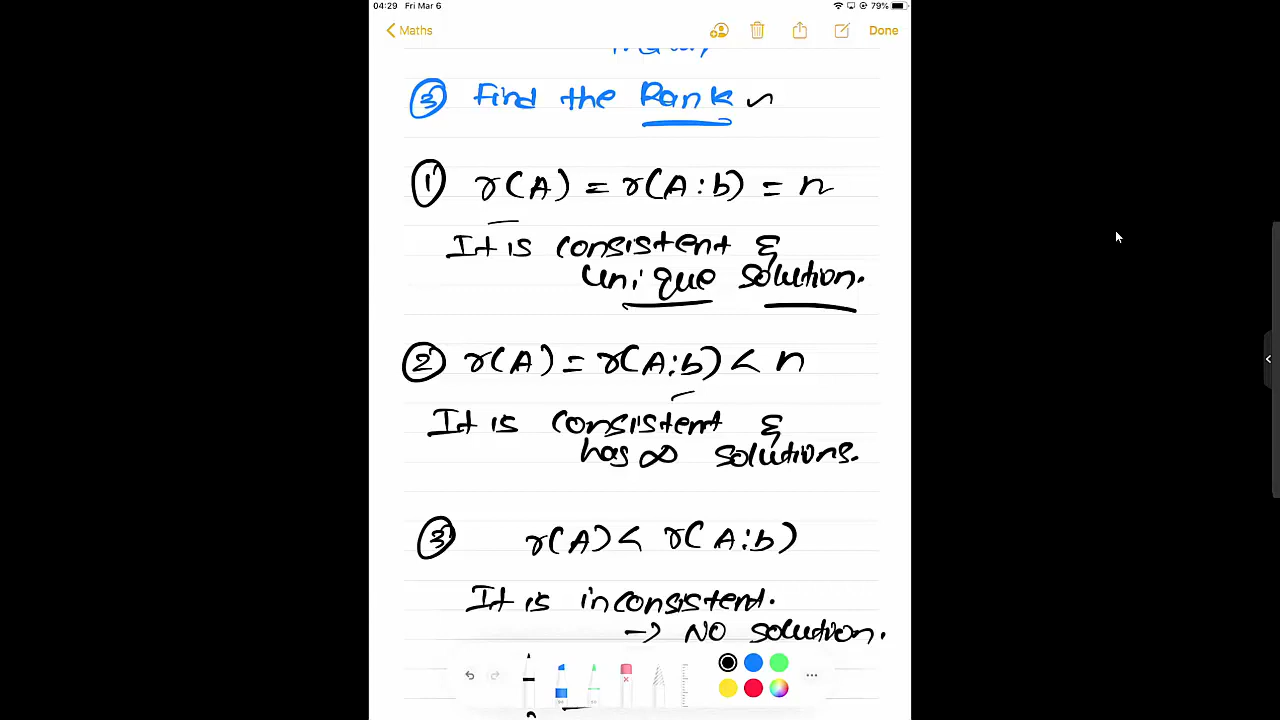 04:29 Fri Mar 6 79%
Maths Done
③ Find the Rank
① r(A) = r(A:b) = n
It is consistent &
unique solution.
② r(A) = r(A:b) < n
It is consistent &
has ∞ solutions.
③ r(A) < r(A:b)
It is inconsistent.
→ NO solution.